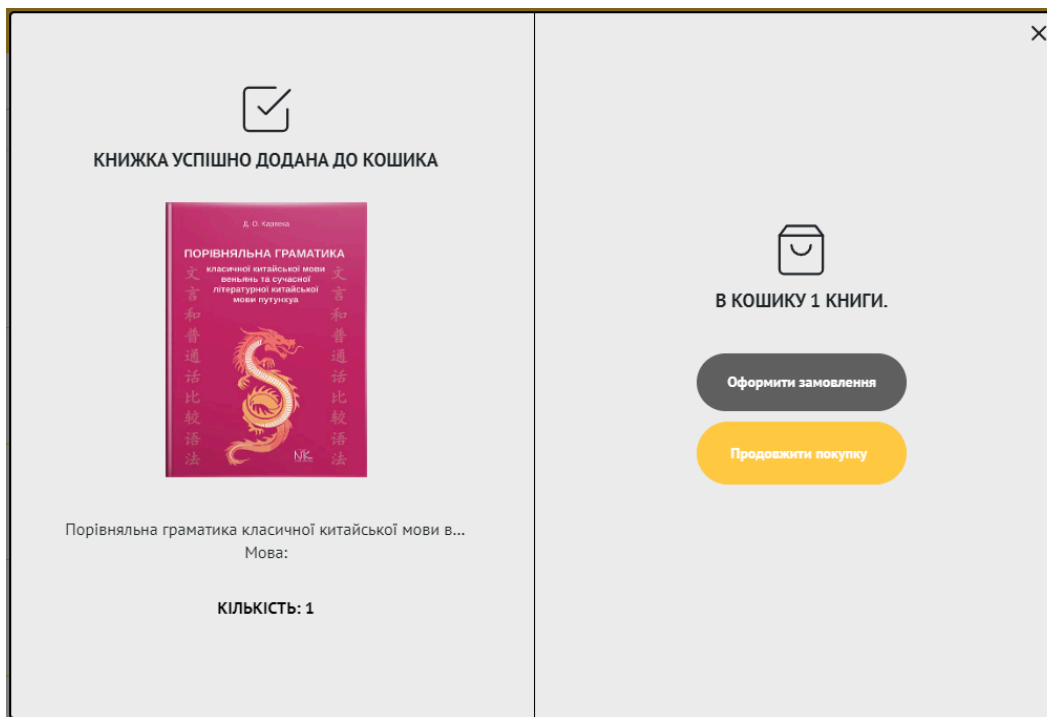 КНИЖКА УСПІШНО ДОДАНА ДО КОШИКА
Д. О. Карпека
ПОРІВНЯЛЬНА ГРАМАТИКА
класичної китайської мови
веньянь та сучасної
літературної китайської
мови путунхуа
文言和普通话比较语法
文言和普通话比较语法
NK
Порівняльна граматика класичної китайської мови в...
Мова:
КІЛЬКІСТЬ: 1
В КОШИКУ 1 КНИГИ.
Оформити замовлення
Продовжити покупку